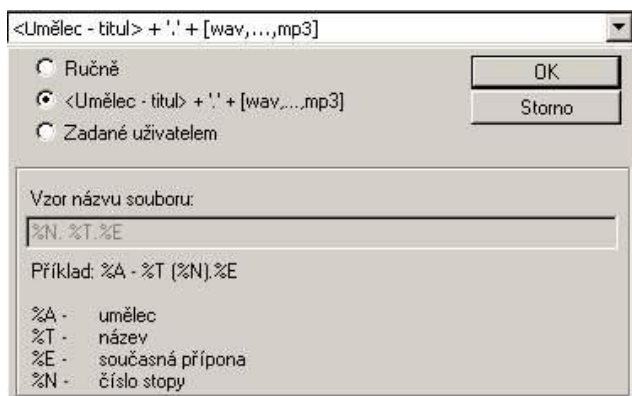 <Umělec - titul> + '.' + [wav,...,mp3]
Ručně
OK
<Umělec - titul> + '.' + [wav,...,mp3]
Storno
Zadané uživatelem
Vzor názvu souboru:
%N. %T.%E
Příklad: %A - %T (%N).%E
%A - umělec
%T - název
%E - současná přípona
%N - číslo stopy